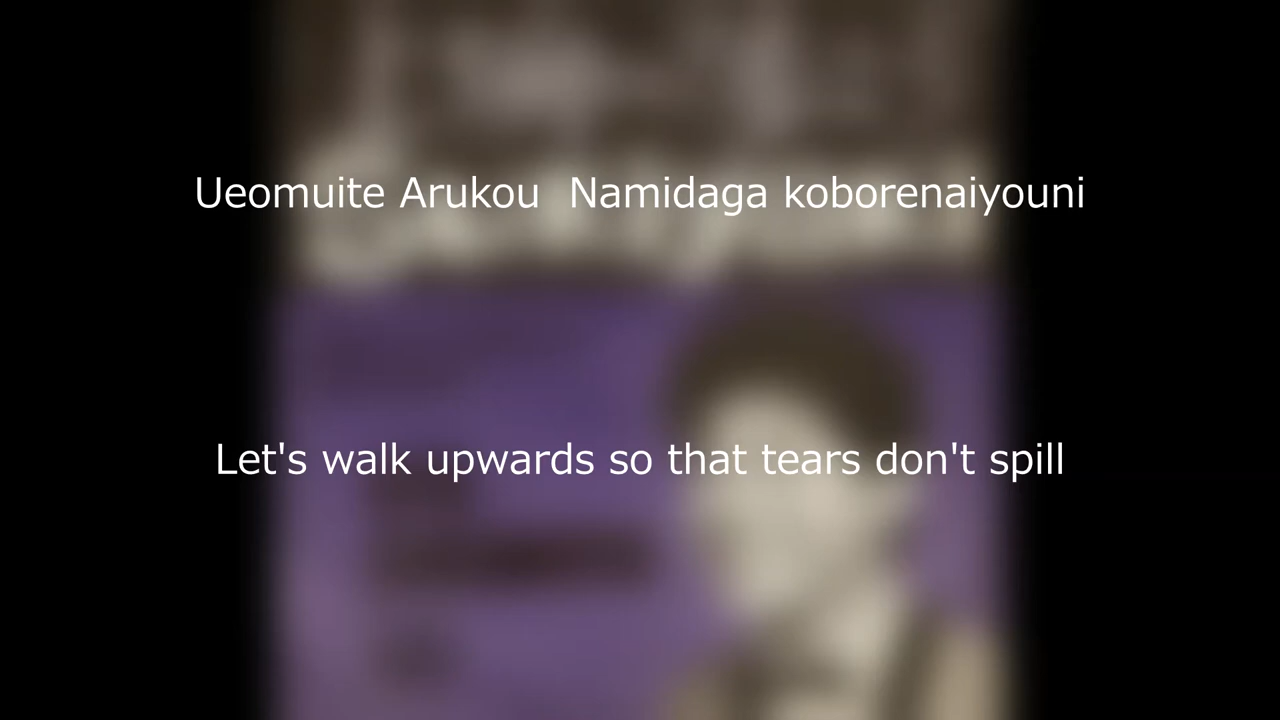 Ueomuite Arukou  Namidaga koborenaiyouni
Let's walk upwards so that tears don't spill